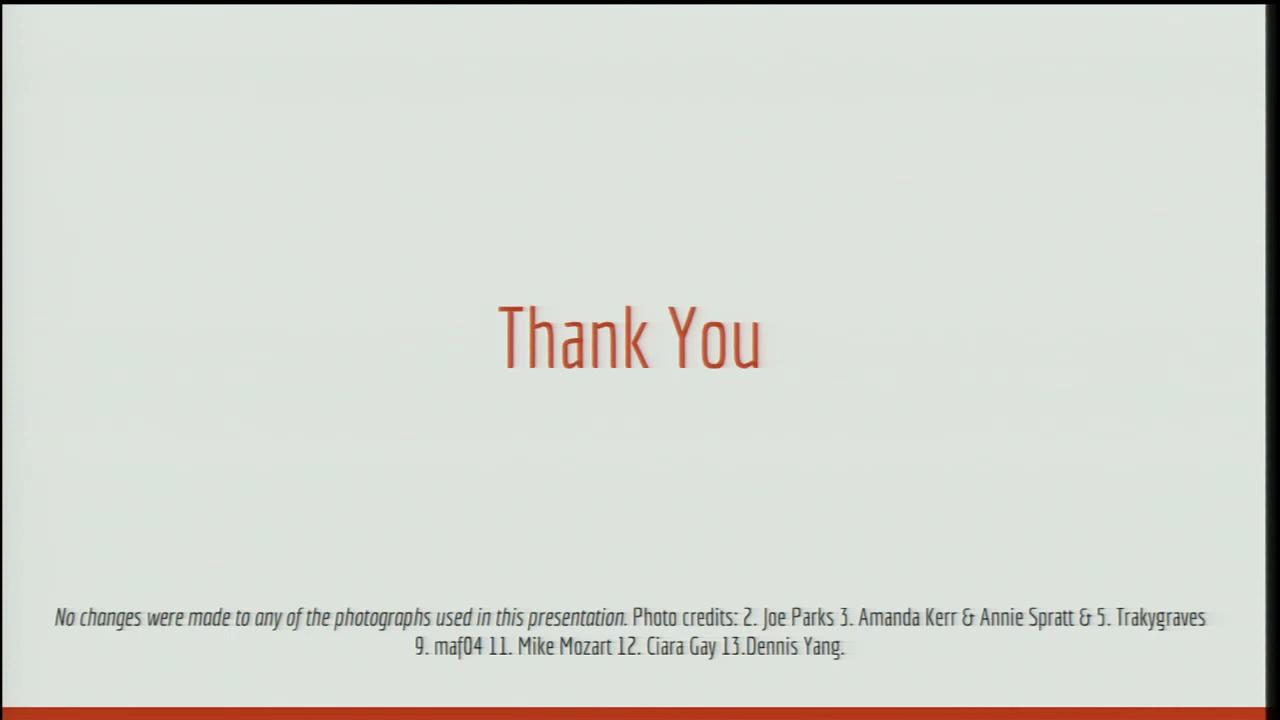 Thank You
No changes were made to any of the photographs used in this presentation. Photo credits: 2. Joe Parks 3. Amanda Kerr & Annie Spratt & 5. Trakygraves
9. maf04 11. Mike Mozart 12. Ciara Gay 13.Dennis Yang.